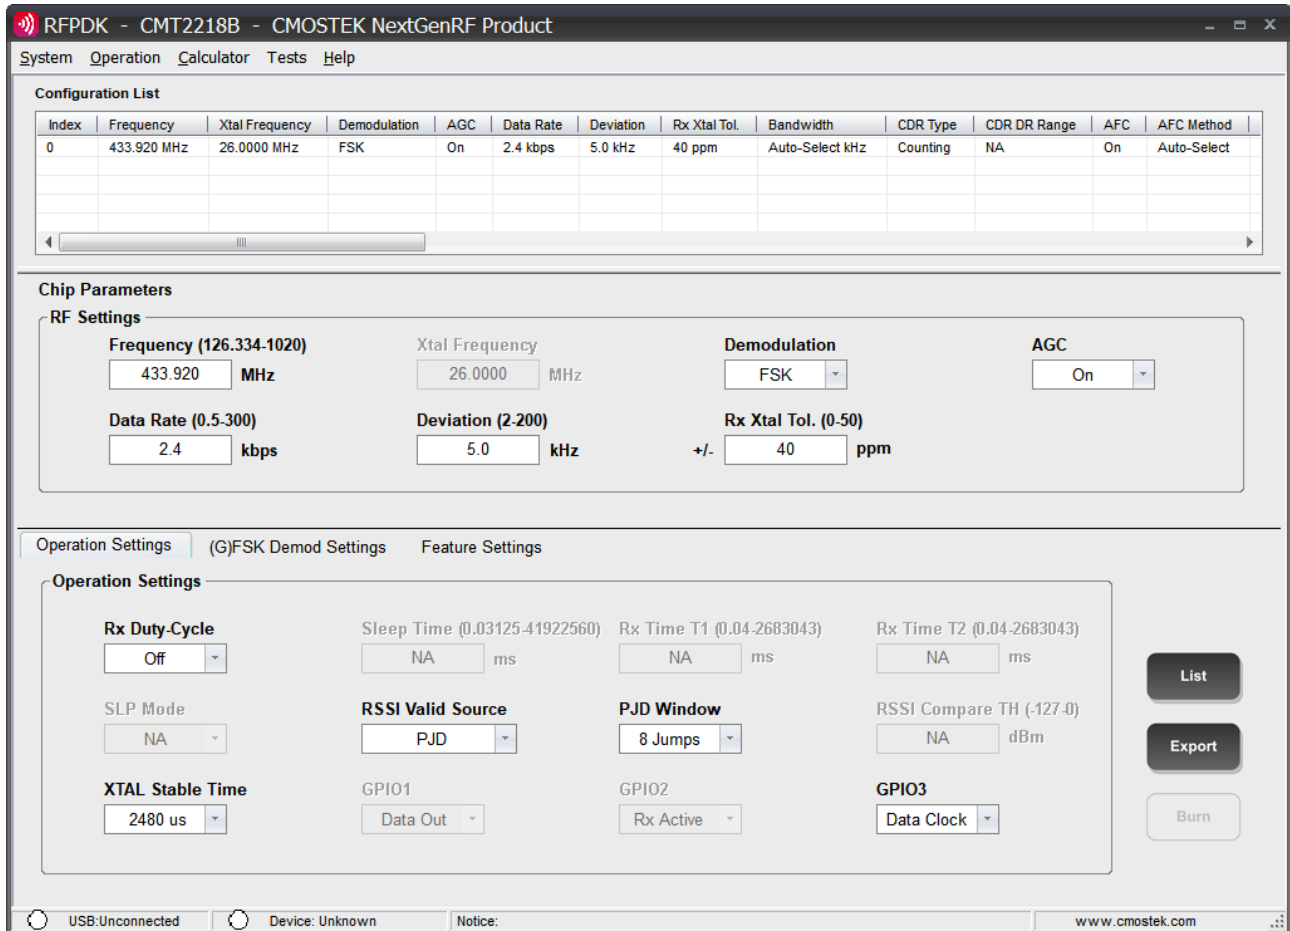 RFPDK - CMT2218B - CMOSTEK NextGenRF Product
System Operation Calculator Tests Help
Configuration List
Index Frequency Xtal Frequency Demodulation AGC Data Rate Deviation Rx Xtal Tol. Bandwidth CDR Type CDR DR Range AFC AFC Method
0 433.920 MHz 26.0000 MHz FSK On 2.4 kbps 5.0 kHz 40 ppm Auto-Select kHz Counting NA On Auto-Select
Chip Parameters
RF Settings
Frequency (126.334-1020) Xtal Frequency Demodulation AGC
433.920 MHz 26.0000 MHz FSK On
Data Rate (0.5-300) Deviation (2-200) Rx Xtal Tol. (0-50)
2.4 kbps 5.0 kHz +/- 40 ppm
Operation Settings (G)FSK Demod Settings Feature Settings
Operation Settings
Rx Duty-Cycle Sleep Time (0.03125-41922560) Rx Time T1 (0.04-2683043) Rx Time T2 (0.04-2683043)
Off NA ms NA ms NA ms
List
SLP Mode RSSI Valid Source PJD Window RSSI Compare TH (-127-0)
NA PJD 8 Jumps NA dBm
Export
XTAL Stable Time GPIO1 GPIO2 GPIO3
2480 us Data Out Rx Active Data Clock
Burn
USB:Unconnected Device: Unknown Notice: www.cmostek.com